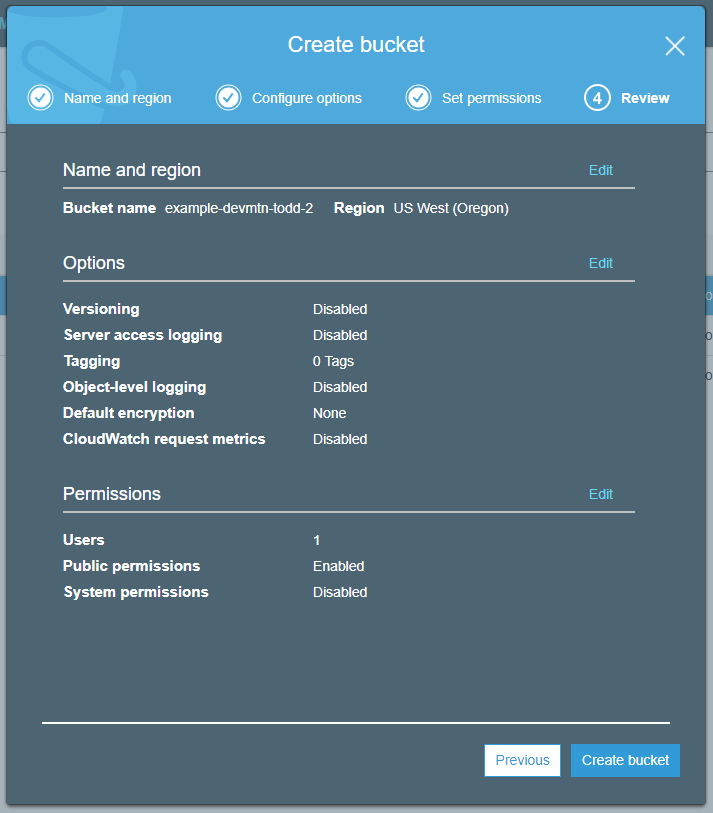 Create bucket
Name and region Configure options Set permissions 4 Review
Name and region Edit
Bucket name example-devmtn-todd-2 Region US West (Oregon)
Options Edit
Versioning Disabled
Server access logging Disabled
Tagging 0 Tags
Object-level logging Disabled
Default encryption None
CloudWatch request metrics Disabled
Permissions Edit
Users 1
Public permissions Enabled
System permissions Disabled
Previous Create bucket